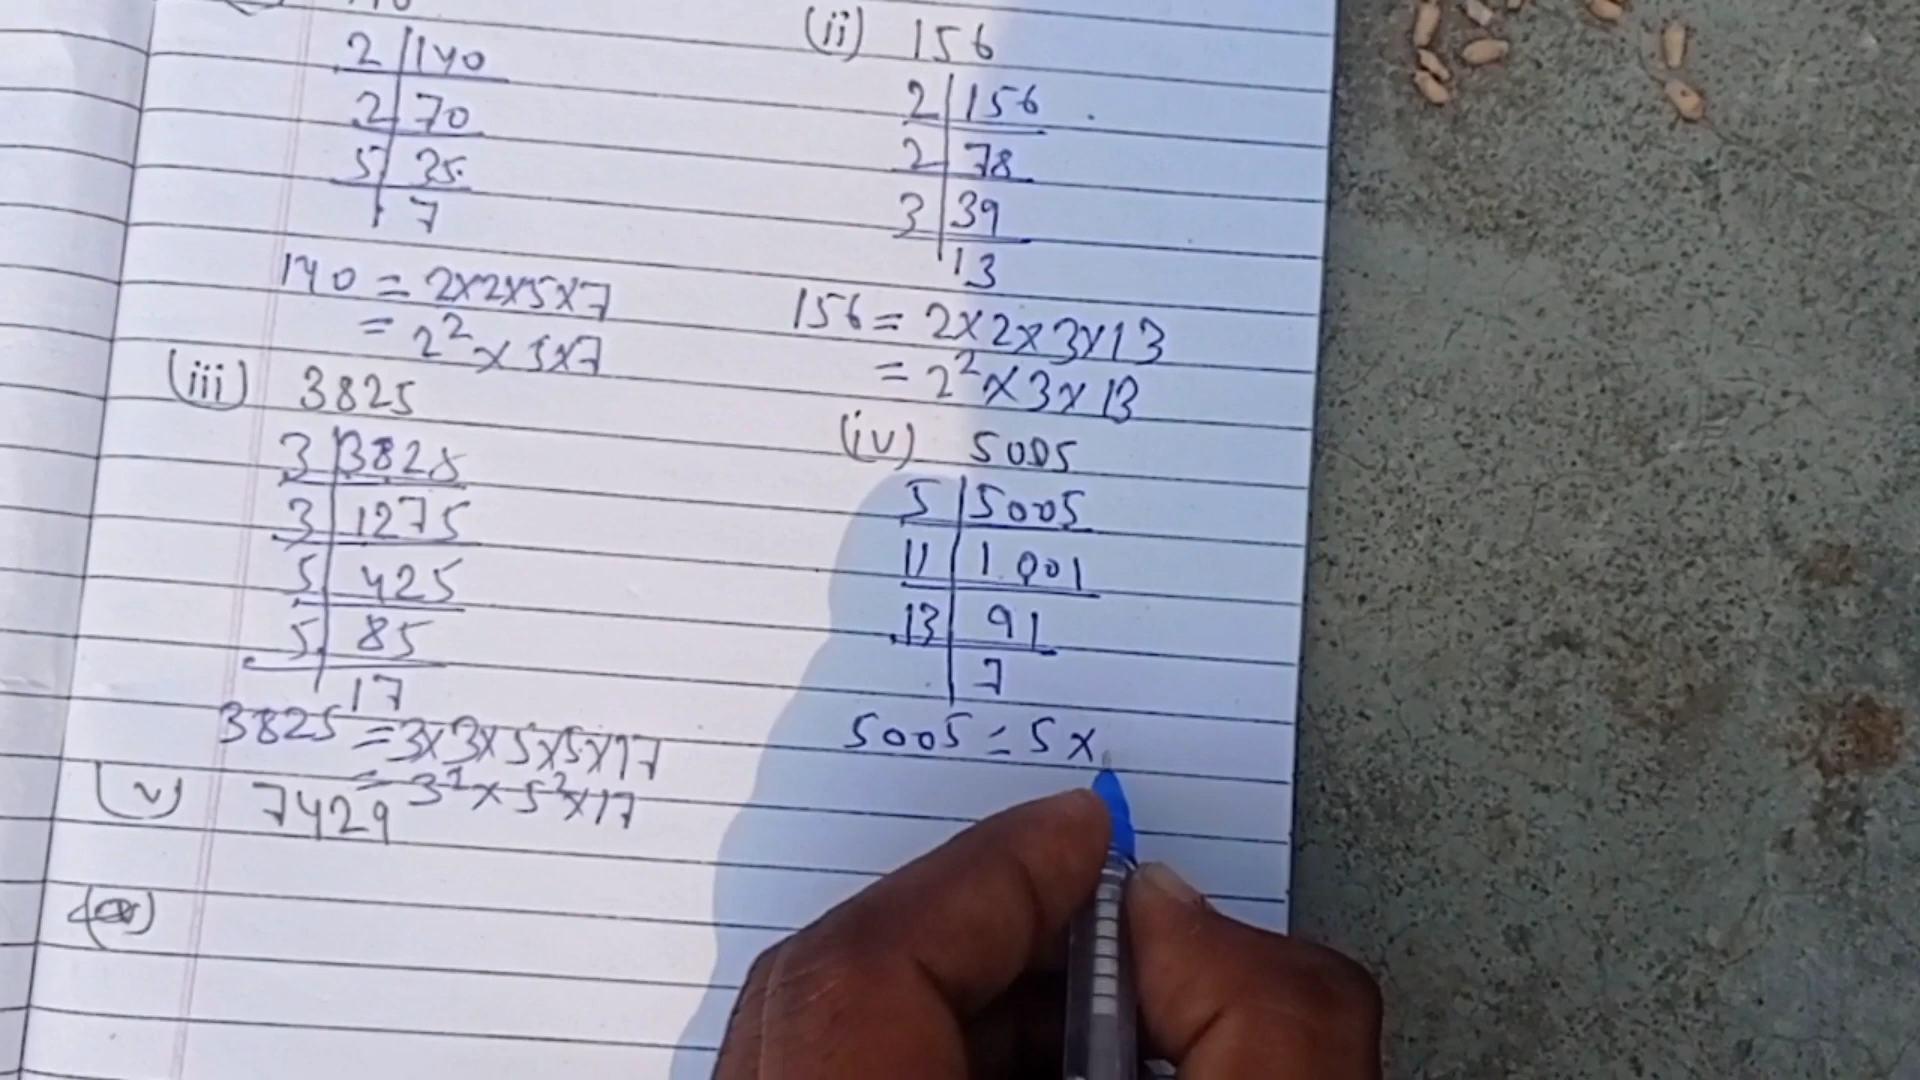 2 | 140
2 | 70
5 | 35
7
140 = 2×2×5×7
= 2² × 5×7
(ii) 156
2 | 156
2 | 78
3 | 39
13
156 = 2×2×3×13
= 2²×3×13
(iii) 3825
3 | 3825
3 | 1275
5 | 425
5 | 85
17
3825 = 3×3×5×5×17
= 3²×5²×17
(iv) 5005
5 | 5005
11 | 1001
13 | 91
7
5005 = 5×
(v) 7429